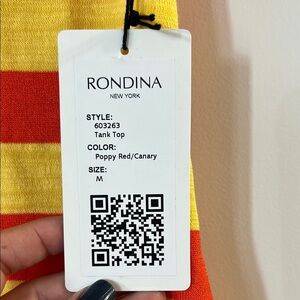 RONDINA
NEW YORK
STYLE:
603263
Tank Top
COLOR:
Poppy Red/Canary
SIZE:
M